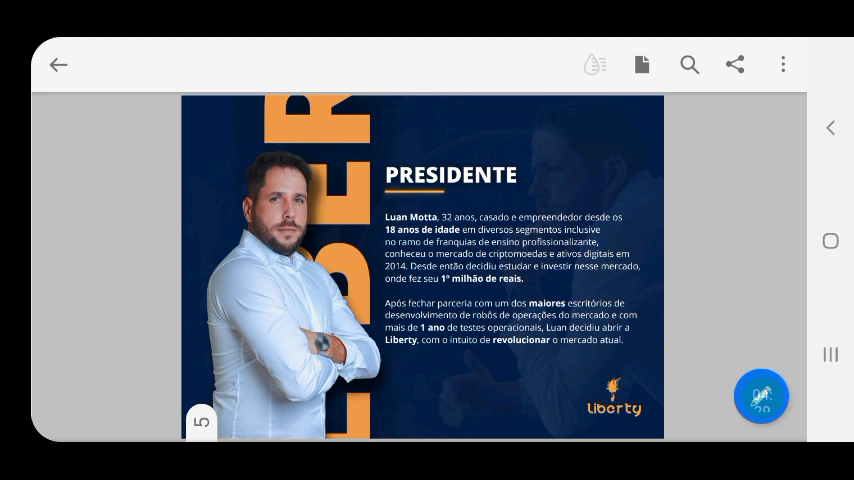 LIBER
PRESIDENTE
Luan Motta, 32 anos, casado e empreendedor desde os
18 anos de idade em diversos segmentos inclusive
no ramo de franquias de ensino profissionalizante,
conheceu o mercado de criptomoedas e ativos digitais em
2014. Desde então decidiu estudar e investir nesse mercado,
onde fez seu 1º milhão de reais.
Após fechar parceria com um dos maiores escritórios de
desenvolvimento de robôs de operações do mercado e com
mais de 1 ano de testes operacionais, Luan decidiu abrir a
Liberty, com o intuito de revolucionar o mercado atual.
liberty
5